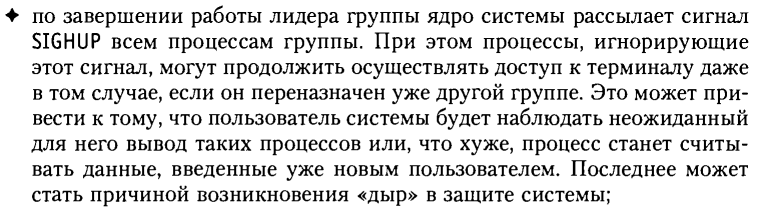 ✦ по завершении работы лидера группы ядро системы рассылает сигнал
SIGHUP всем процессам группы. При этом процессы, игнорирующие
этот сигнал, могут продолжить осуществлять доступ к терминалу даже
в том случае, если он переназначен уже другой группе. Это может при-
вести к тому, что пользователь системы будет наблюдать неожиданный
для него вывод таких процессов или, что хуже, процесс станет считы-
вать данные, введенные уже новым пользователем. Последнее может
стать причиной возникновения «дыр» в защите системы;